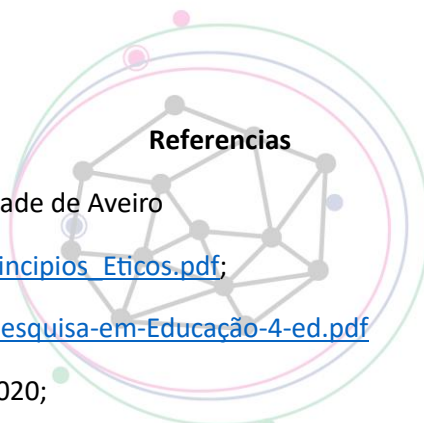 Referencias
ade de Aveiro
incipios_Eticos.pdf;
esquisa-em-Educação-4-ed.pdf
020;